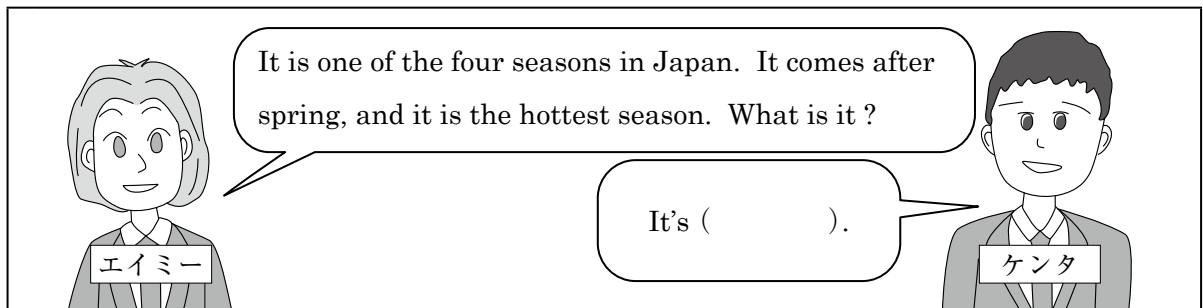 It is one of the four seasons in Japan.  It comes after
spring, and it is the hottest season.  What is it ?
It's (          ).
エイミー
ケンタ